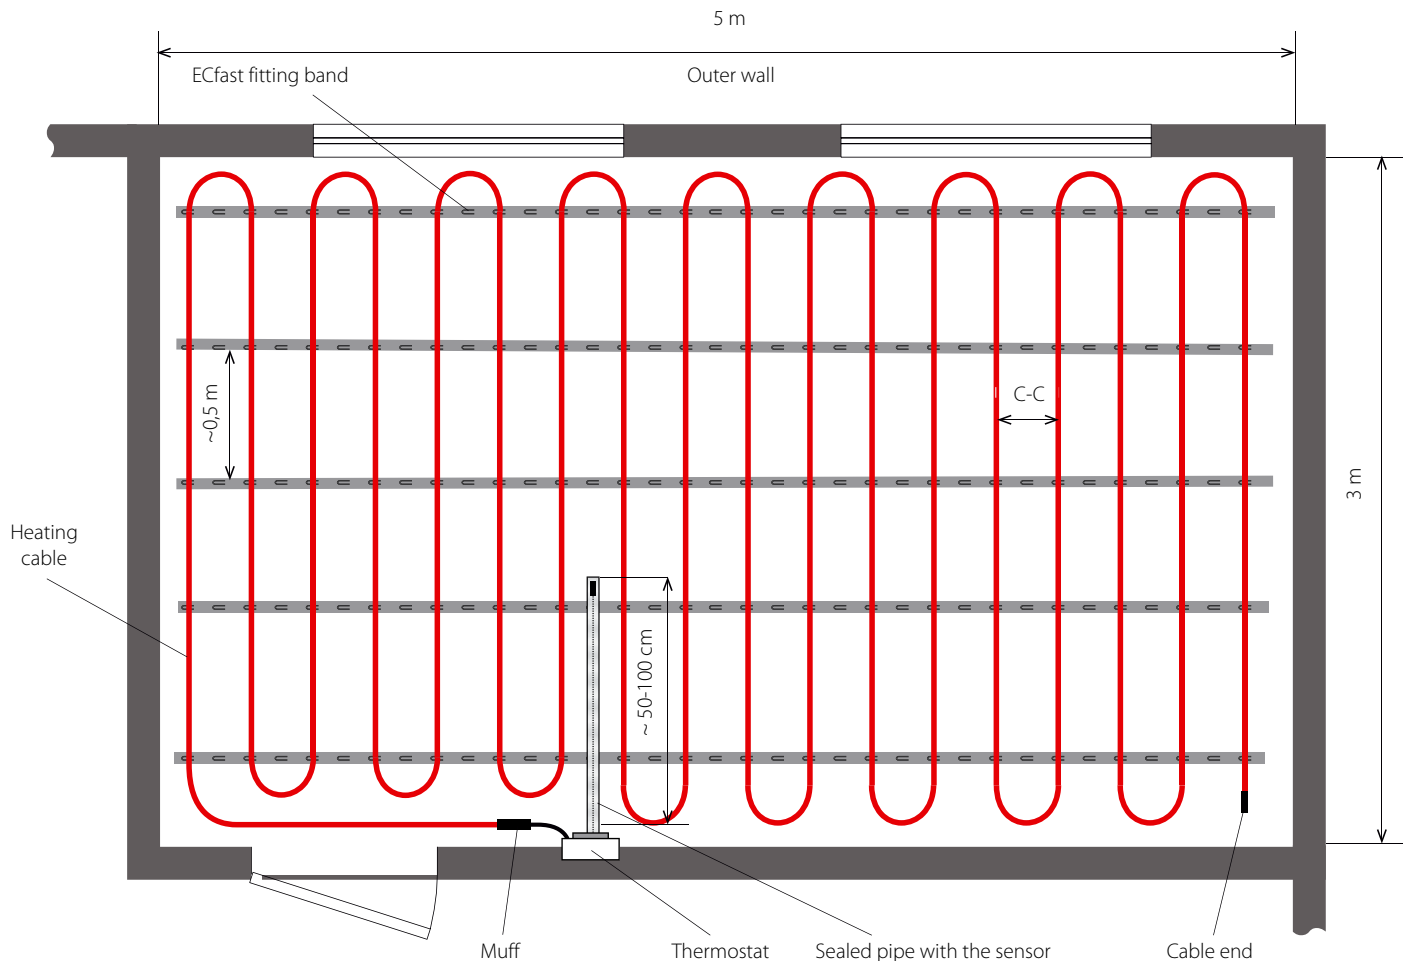 5 m
ECfast fitting band
Outer wall
~0,5 m
C-C
3 m
Heating
cable
~ 50-100 cm
Muff
Thermostat
Sealed pipe with the sensor
Cable end